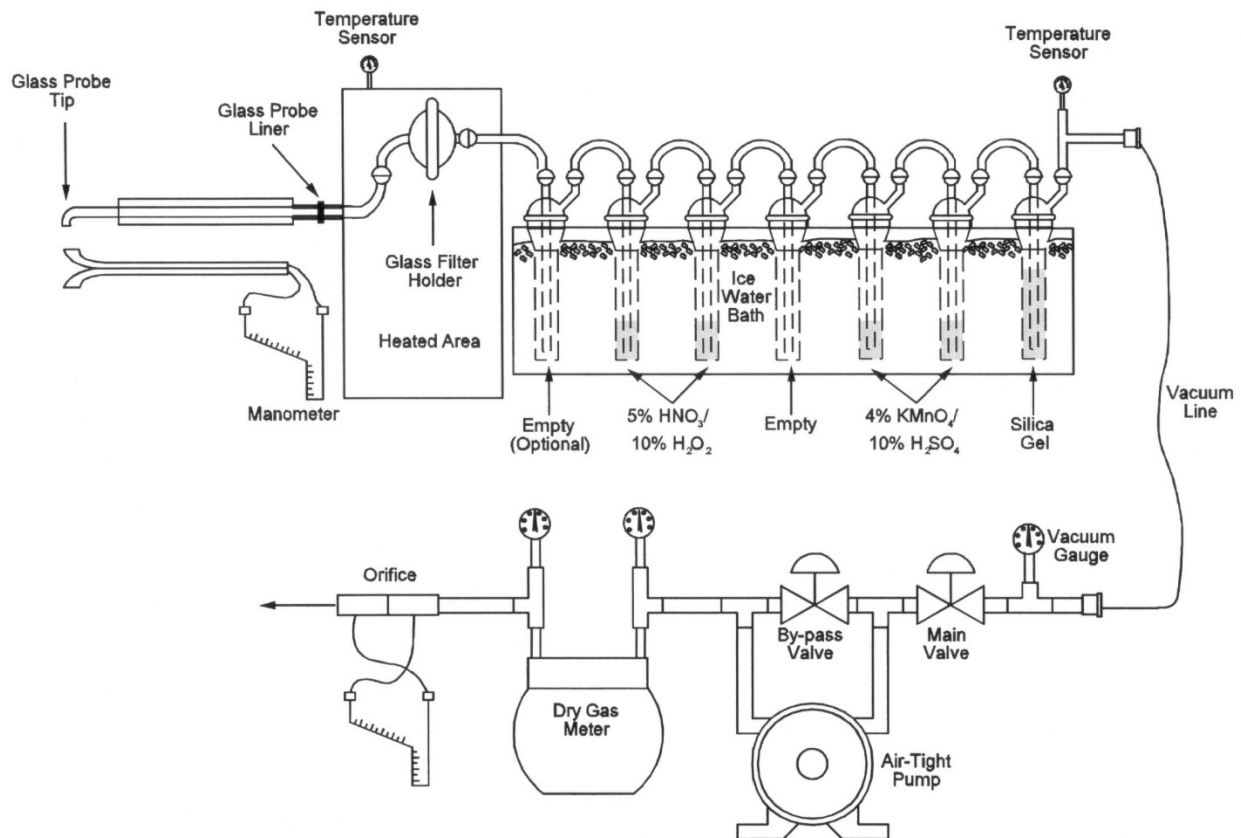 Temperature
Sensor
Temperature
Sensor
Glass Probe
Tip
Glass Probe
Liner
Glass Filter
Holder
Heated Area
Manometer
Ice
Water
Bath
Empty
(Optional)
5% HNO₃/
10% H₂O₂
Empty
4% KMnO₄/
10% H₂SO₄
Silica
Gel
Vacuum
Line
Vacuum
Gauge
Orifice
By-pass
Valve
Main
Valve
Dry Gas
Meter
Air-Tight
Pump